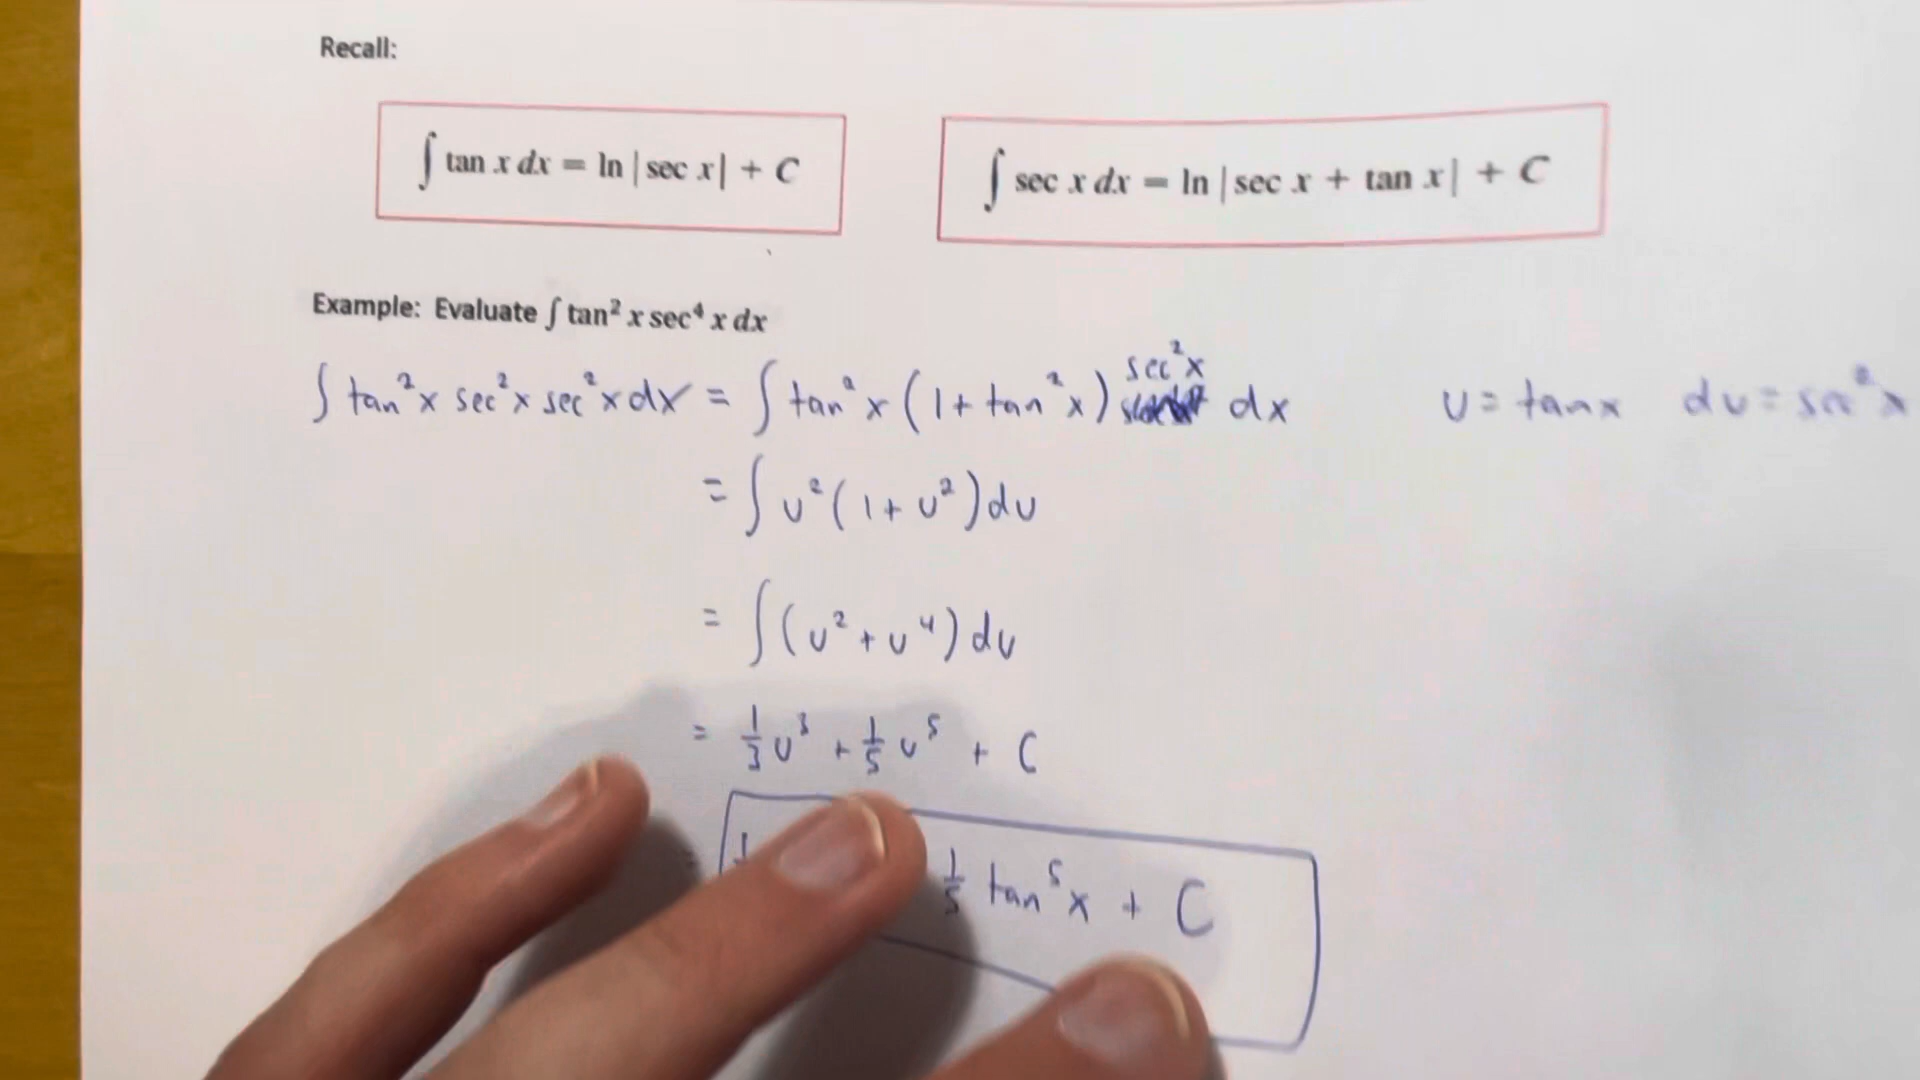 Recall:
∫ tan x dx = ln |sec x| + C
∫ sec x dx = ln |sec x + tan x| + C
Example: Evaluate ∫ tan² x sec⁴ x dx
∫ tan²x sec²x sec²x dx = ∫ tan²x (1 + tan²x) sec²x dx
u = tanx du = sec²x
= ∫ u² (1 + u²) du
= ∫ (u² + u⁴) du
= 1/3 u³ + 1/5 u⁵ + C
1/5 tan⁵x + C